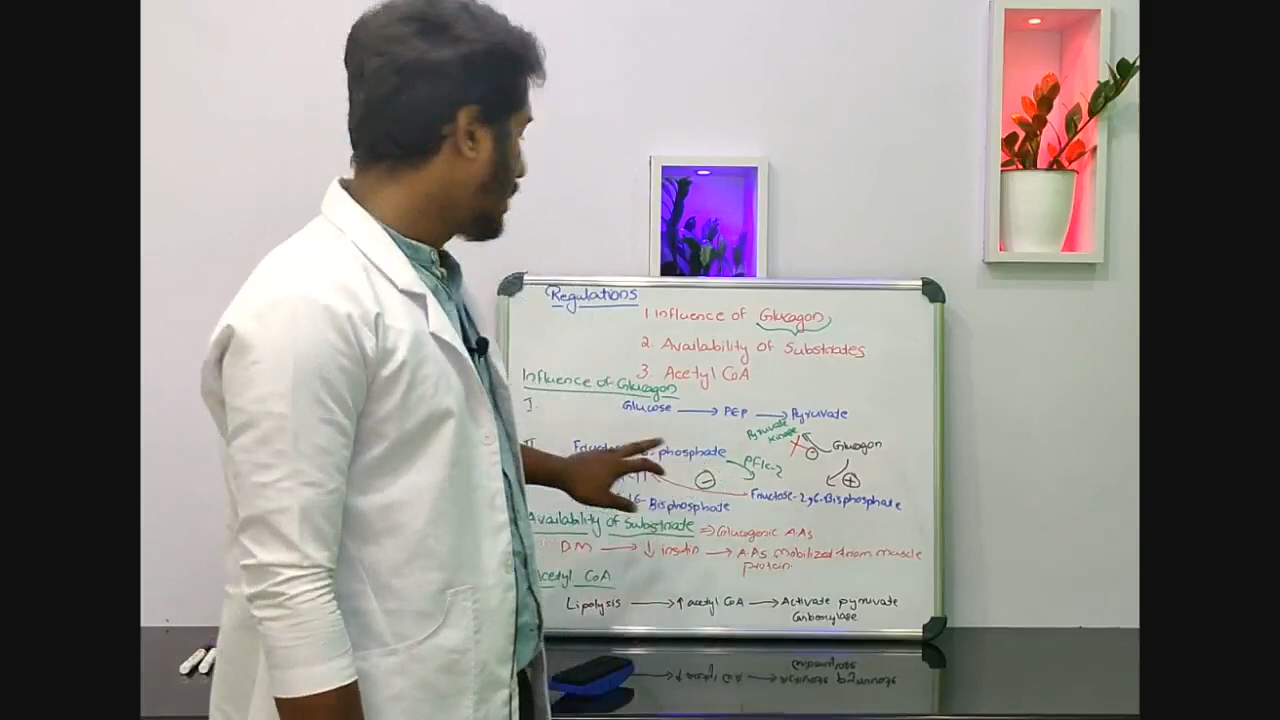 Regulations
1. Influence of Glucagon
2. Availability of Substrates
3. Acetyl CoA
Influence of Glucagon
I. Glucose → PEP → Pyruvate
Pyruvate Kinase
Glucagon
II
phosphate
PFK-2
Fructose-2,6-Bisphosphate
Bisphosphate
Availability of Substrate ⇒ Glucogenic A.As
DM → ↓ insulin → A.As mobilized from muscle
protein.
Acetyl CoA
Lipolysis → ↑ acetyl CoA → Activate pyruvate
Carboxylase